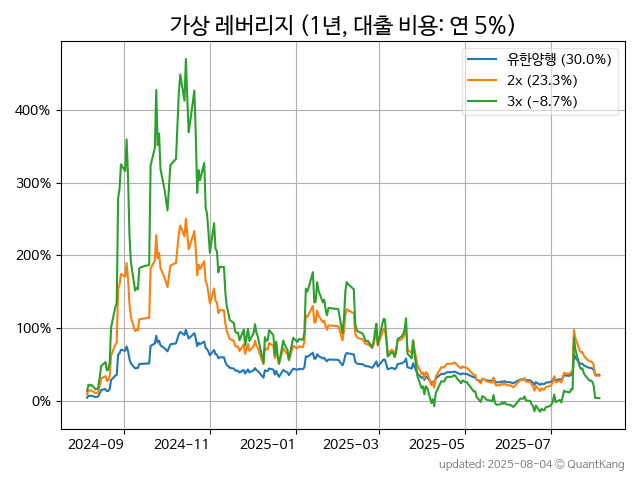 가상 레버리지 (1년, 대출 비용: 연 5%)
유한양행 (30.0%)
2x (23.3%)
3x (−8.7%)
400%
300%
200%
100%
0%
2024-09 2024-11 2025-01 2025-03 2025-05 2025-07
updated: 2025-08-04 © QuantKang